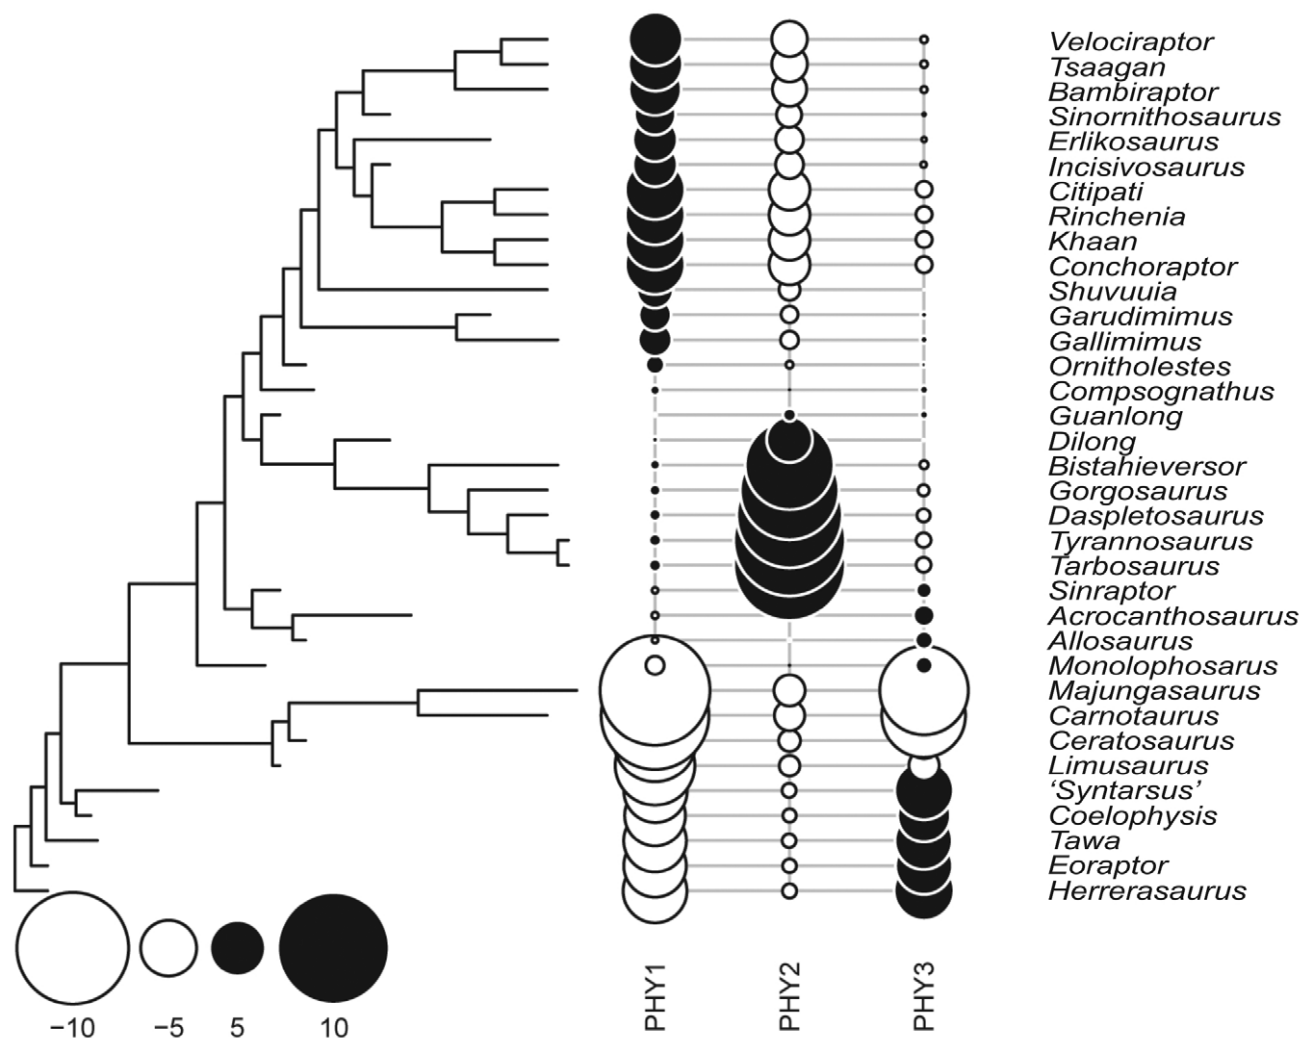 Velociraptor
Tsaagan
Bambiraptor
Sinornithosaurus
Erlikosaurus
Incisivosaurus
Citipati
Rinchenia
Khaan
Conchoraptor
Shuvuuia
Garudimimus
Gallimimus
Ornitholestes
Compsognathus
Guanlong
Dilong
Bistahieversor
Gorgosaurus
Daspletosaurus
Tyrannosaurus
Tarbosaurus
Sinraptor
Acrocanthosaurus
Allosaurus
Monolophosarus
Majungasaurus
Carnotaurus
Ceratosaurus
Limusaurus
‘Syntarsus’
Coelophysis
Tawa
Eoraptor
Herrerasaurus
−10 −5 5 10
PHY1
PHY2
PHY3